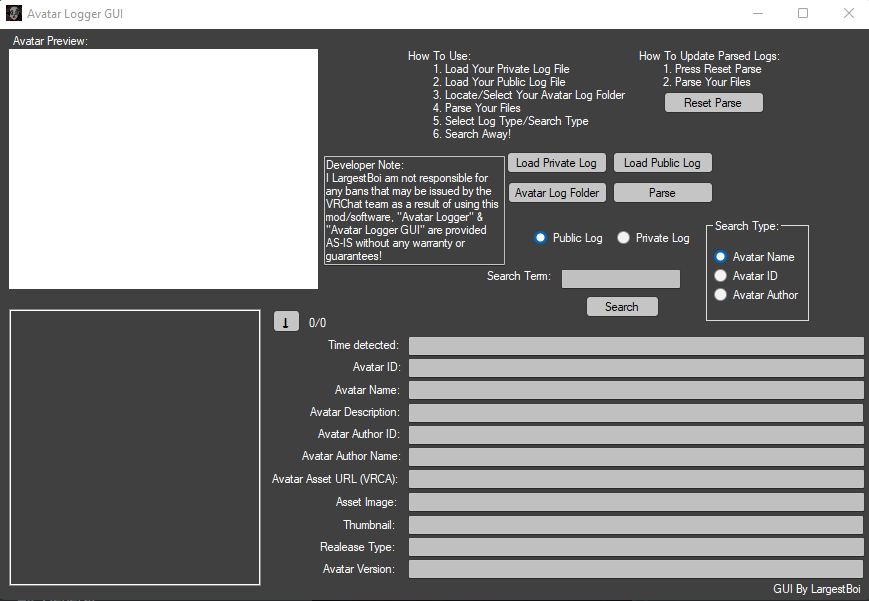 Avatar Logger GUI
Avatar Preview:
How To Use:
1. Load Your Private Log File
2. Load Your Public Log File
3. Locate/Select Your Avatar Log Folder
4. Parse Your Files
5. Select Log Type/Search Type
6. Search Away!
How To Update Parsed Logs:
1. Press Reset Parse
2. Parse Your Files
Reset Parse
Developer Note:
I LargestBoi am not responsible for
any bans that may be issued by the
VRChat team as a result of using this
mod/software, "Avatar Logger" &
"Avatar Logger GUI" are provided
AS-IS without any warranty or
guarantees!
Load Private Log
Load Public Log
Avatar Log Folder
Parse
Public Log
Private Log
Search Term:
Search
Search Type:
Avatar Name
Avatar ID
Avatar Author
↓ 0/0
Time detected:
Avatar ID:
Avatar Name:
Avatar Description:
Avatar Author ID:
Avatar Author Name:
Avatar Asset URL (VRCA):
Asset Image:
Thumbnail:
Realease Type:
Avatar Version:
GUI By LargestBoi